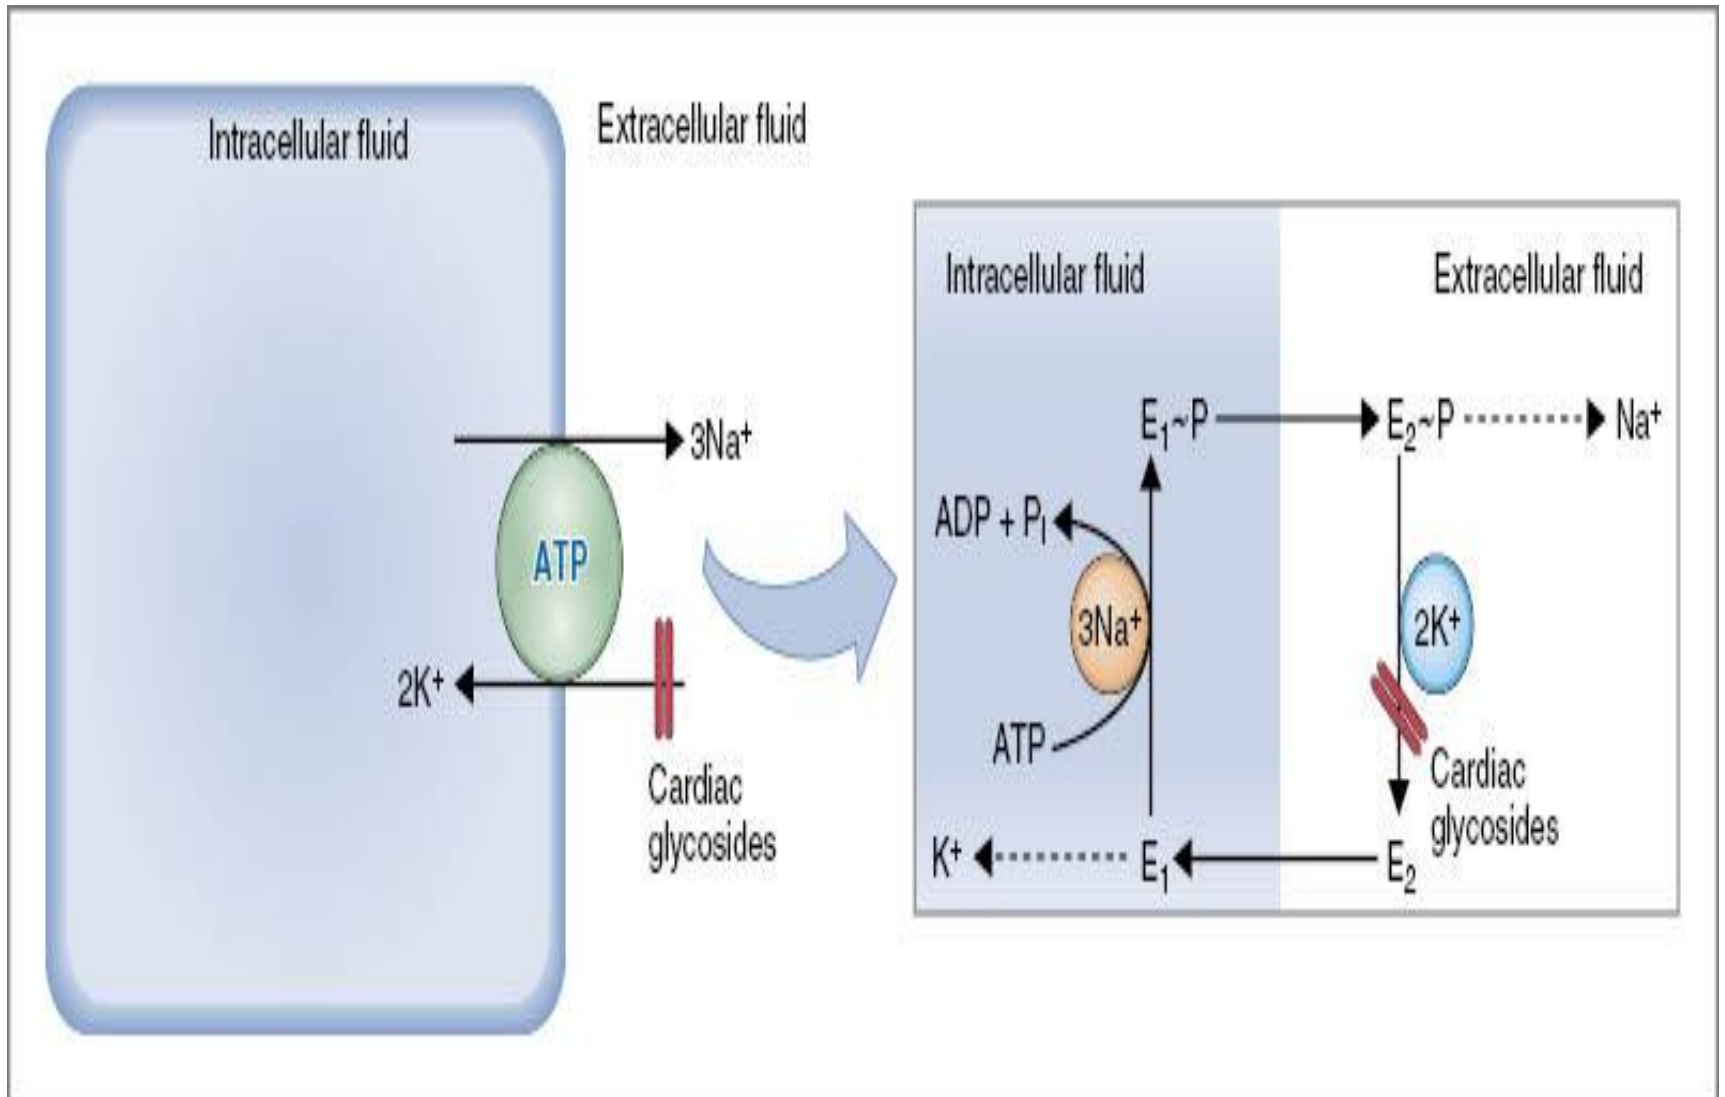 Intracellular fluid
Extracellular fluid
3Na⁺
ATP
2K⁺
Cardiac
glycosides
Intracellular fluid
Extracellular fluid
E₁~P
E₂~P
Na⁺
ADP + Pᵢ
3Na⁺
2K⁺
ATP
Cardiac
glycosides
K⁺
E₁
E₂